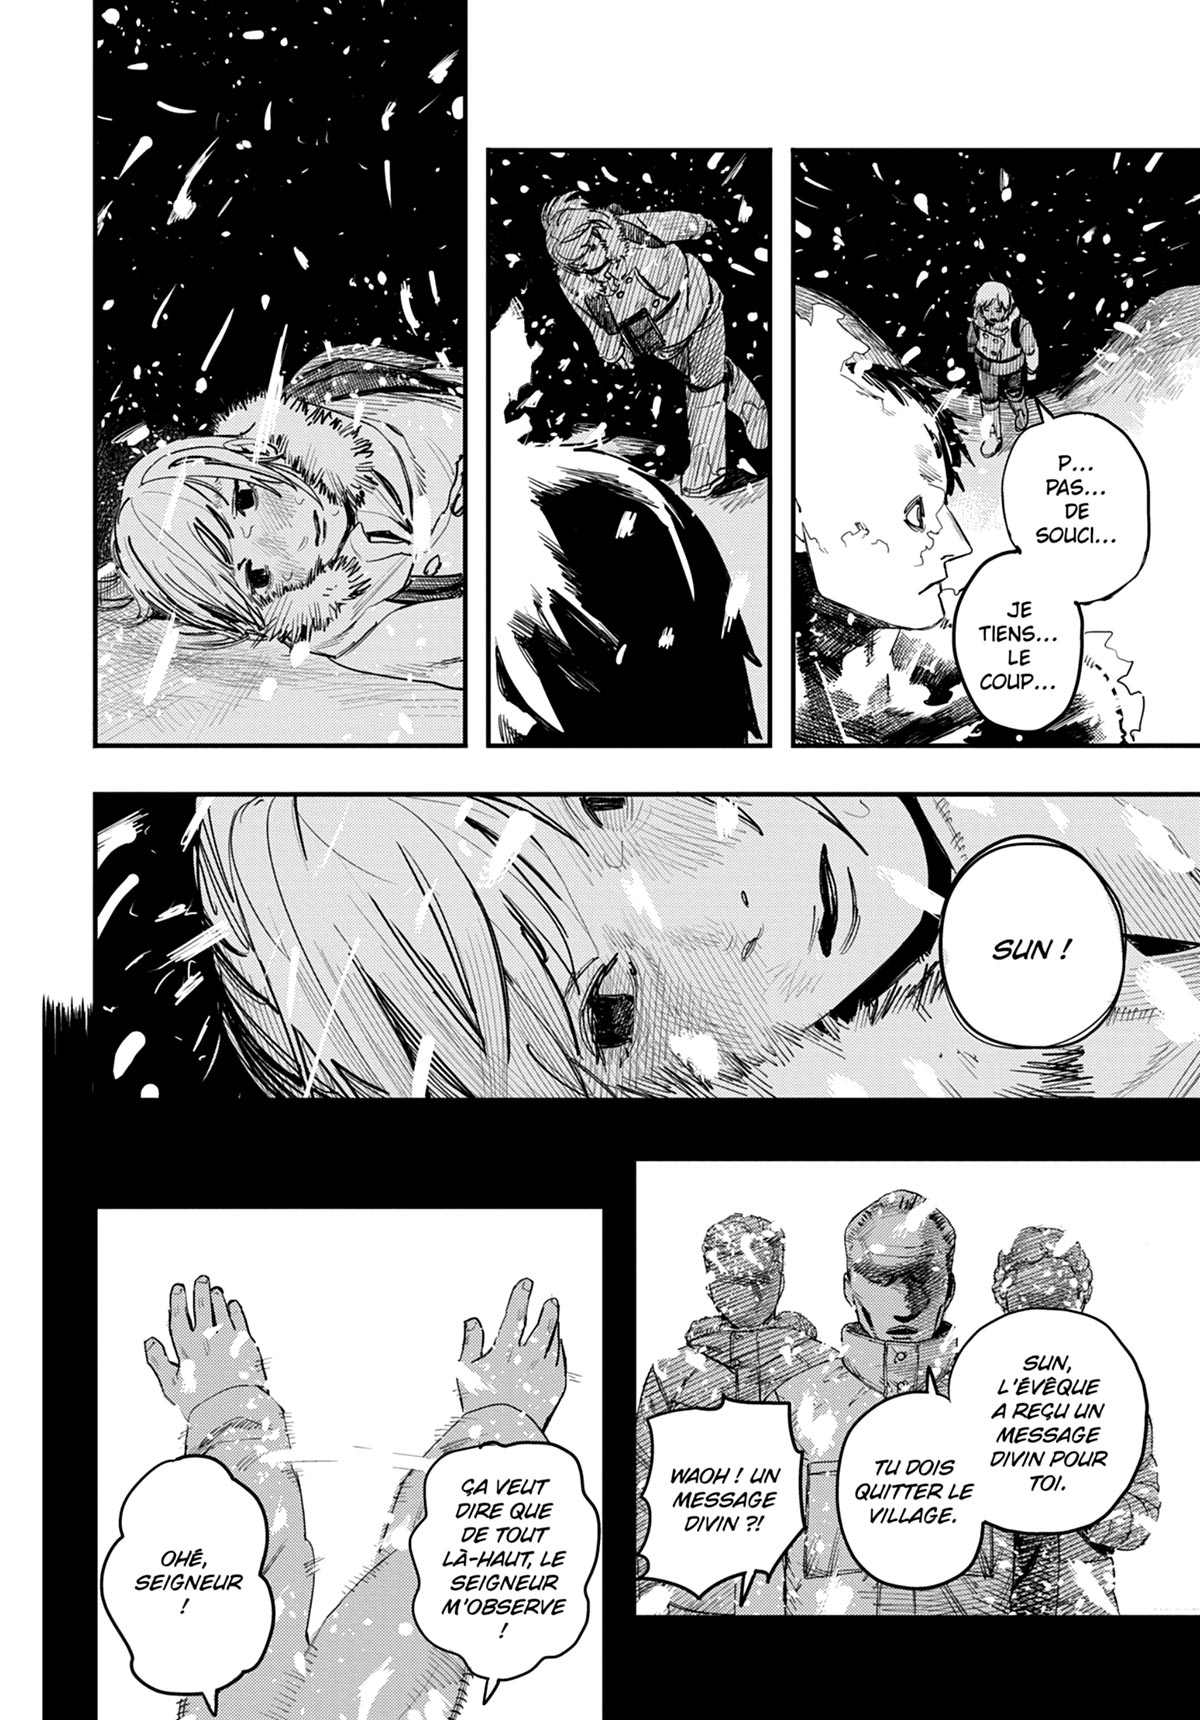 P...
PAS...
DE
SOUCI...
JE
TIENS...
LE
COUP...
SUN !
SUN,
L'ÉVÊQUE
A REÇU UN
MESSAGE
DIVIN POUR
TOI.
TU DOIS
QUITTER LE
VILLAGE.
WAOH ! UN
MESSAGE
DIVIN ?!
ÇA VEUT
DIRE QUE
DE TOUT
LÀ-HAUT, LE
SEIGNEUR
M'OBSERVE
!
OHÉ,
SEIGNEUR
!